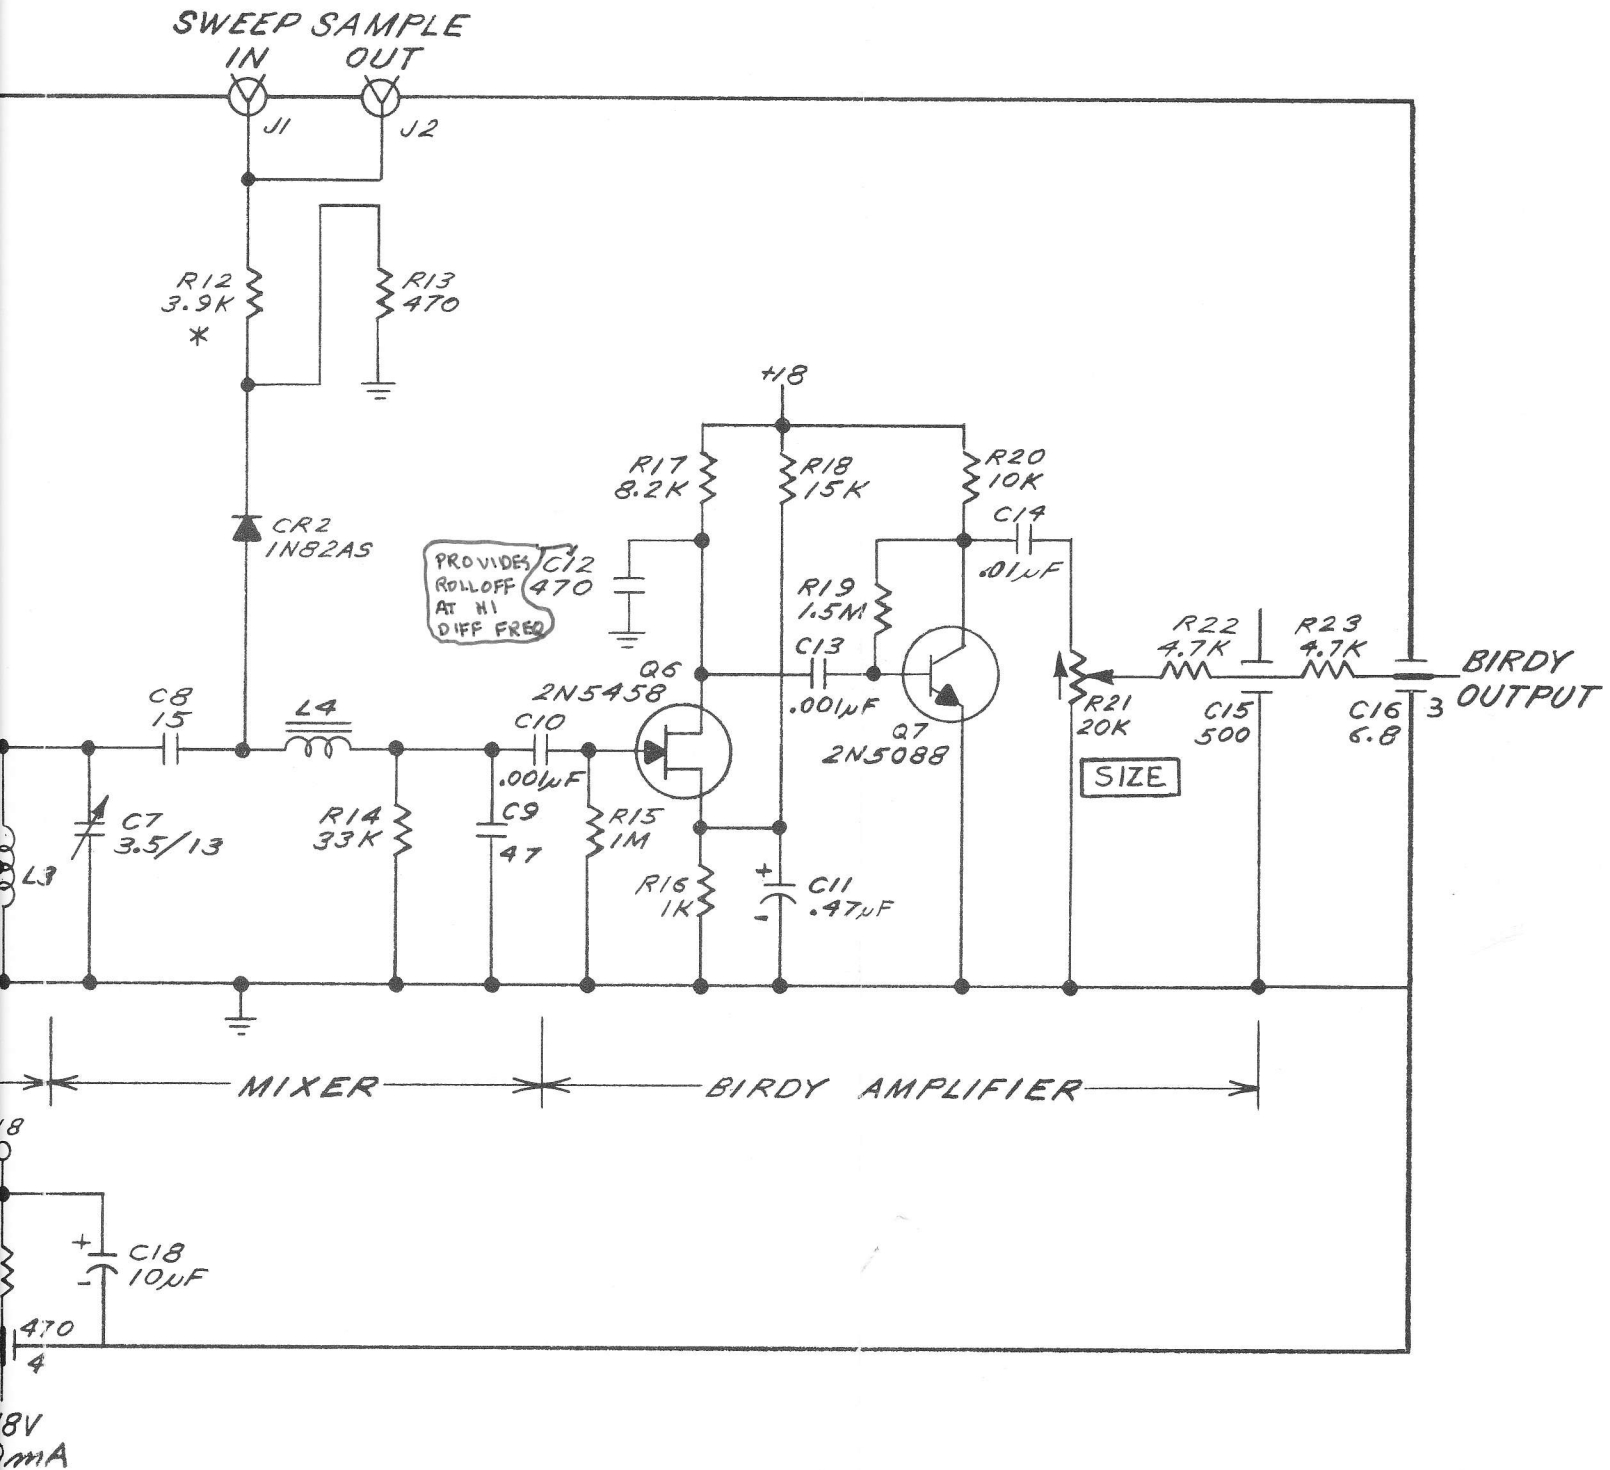 SWEEP SAMPLE
IN OUT
J1
J2
R12
3.9K
*
R13
470
+18
R17
8.2K
R18
15K
R20
10K
C14
.01µF
CR2
1N82AS
PROVIDES
ROLLOFF
AT HI
DIFF FREQ
C12
470
R19
1.5M
C13
.001µF
Q6
2N5458
Q7
2N5088
R22
4.7K
R23
4.7K
BIRDY
OUTPUT
R21
20K
SIZE
C15
500
C16
6.8
3
C8
15
L4
C10
.001µF
C7
3.5/13
L3
R14
33K
C9
47
R15
1M
R16
1K
C11
.47µF
+
-
MIXER
BIRDY AMPLIFIER
18
+
-
C18
10µF
470
4
8V
mA